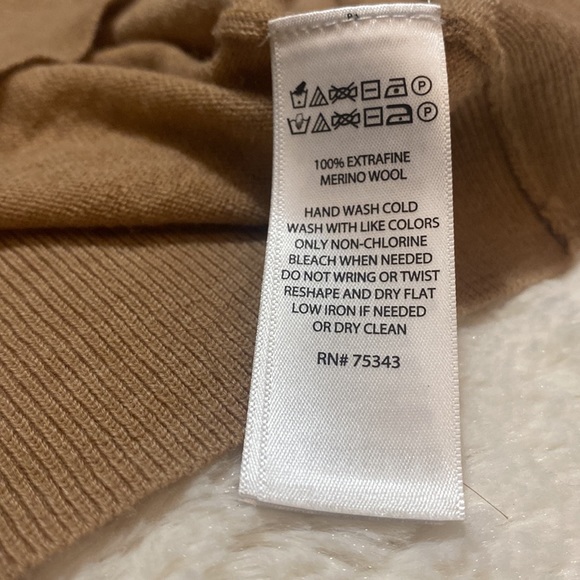 P
P
100% EXTRAFINE
MERINO WOOL
HAND WASH COLD
WASH WITH LIKE COLORS
ONLY NON-CHLORINE
BLEACH WHEN NEEDED
DO NOT WRING OR TWIST
RESHAPE AND DRY FLAT
LOW IRON IF NEEDED
OR DRY CLEAN
RN# 75343